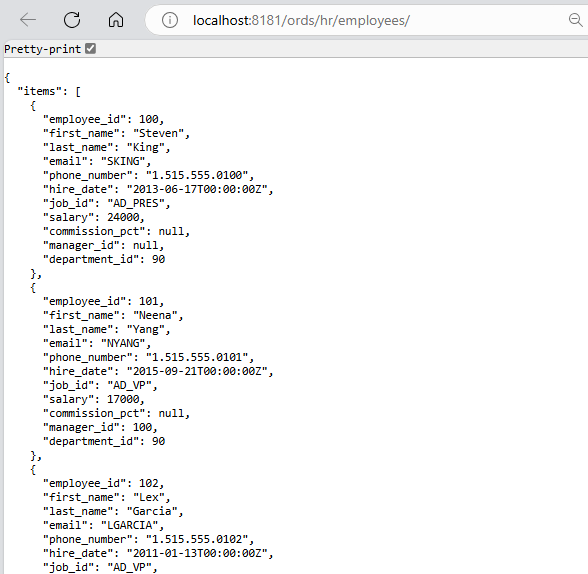 localhost:8181/ords/hr/employees/
Pretty-print
{
  "items": [
    {
      "employee_id": 100,
      "first_name": "Steven",
      "last_name": "King",
      "email": "SKING",
      "phone_number": "1.515.555.0100",
      "hire_date": "2013-06-17T00:00:00Z",
      "job_id": "AD_PRES",
      "salary": 24000,
      "commission_pct": null,
      "manager_id": null,
      "department_id": 90
    },
    {
      "employee_id": 101,
      "first_name": "Neena",
      "last_name": "Yang",
      "email": "NYANG",
      "phone_number": "1.515.555.0101",
      "hire_date": "2015-09-21T00:00:00Z",
      "job_id": "AD_VP",
      "salary": 17000,
      "commission_pct": null,
      "manager_id": 100,
      "department_id": 90
    },
    {
      "employee_id": 102,
      "first_name": "Lex",
      "last_name": "Garcia",
      "email": "LGARCIA",
      "phone_number": "1.515.555.0102",
      "hire_date": "2011-01-13T00:00:00Z",
      "job_id": "AD_VP",